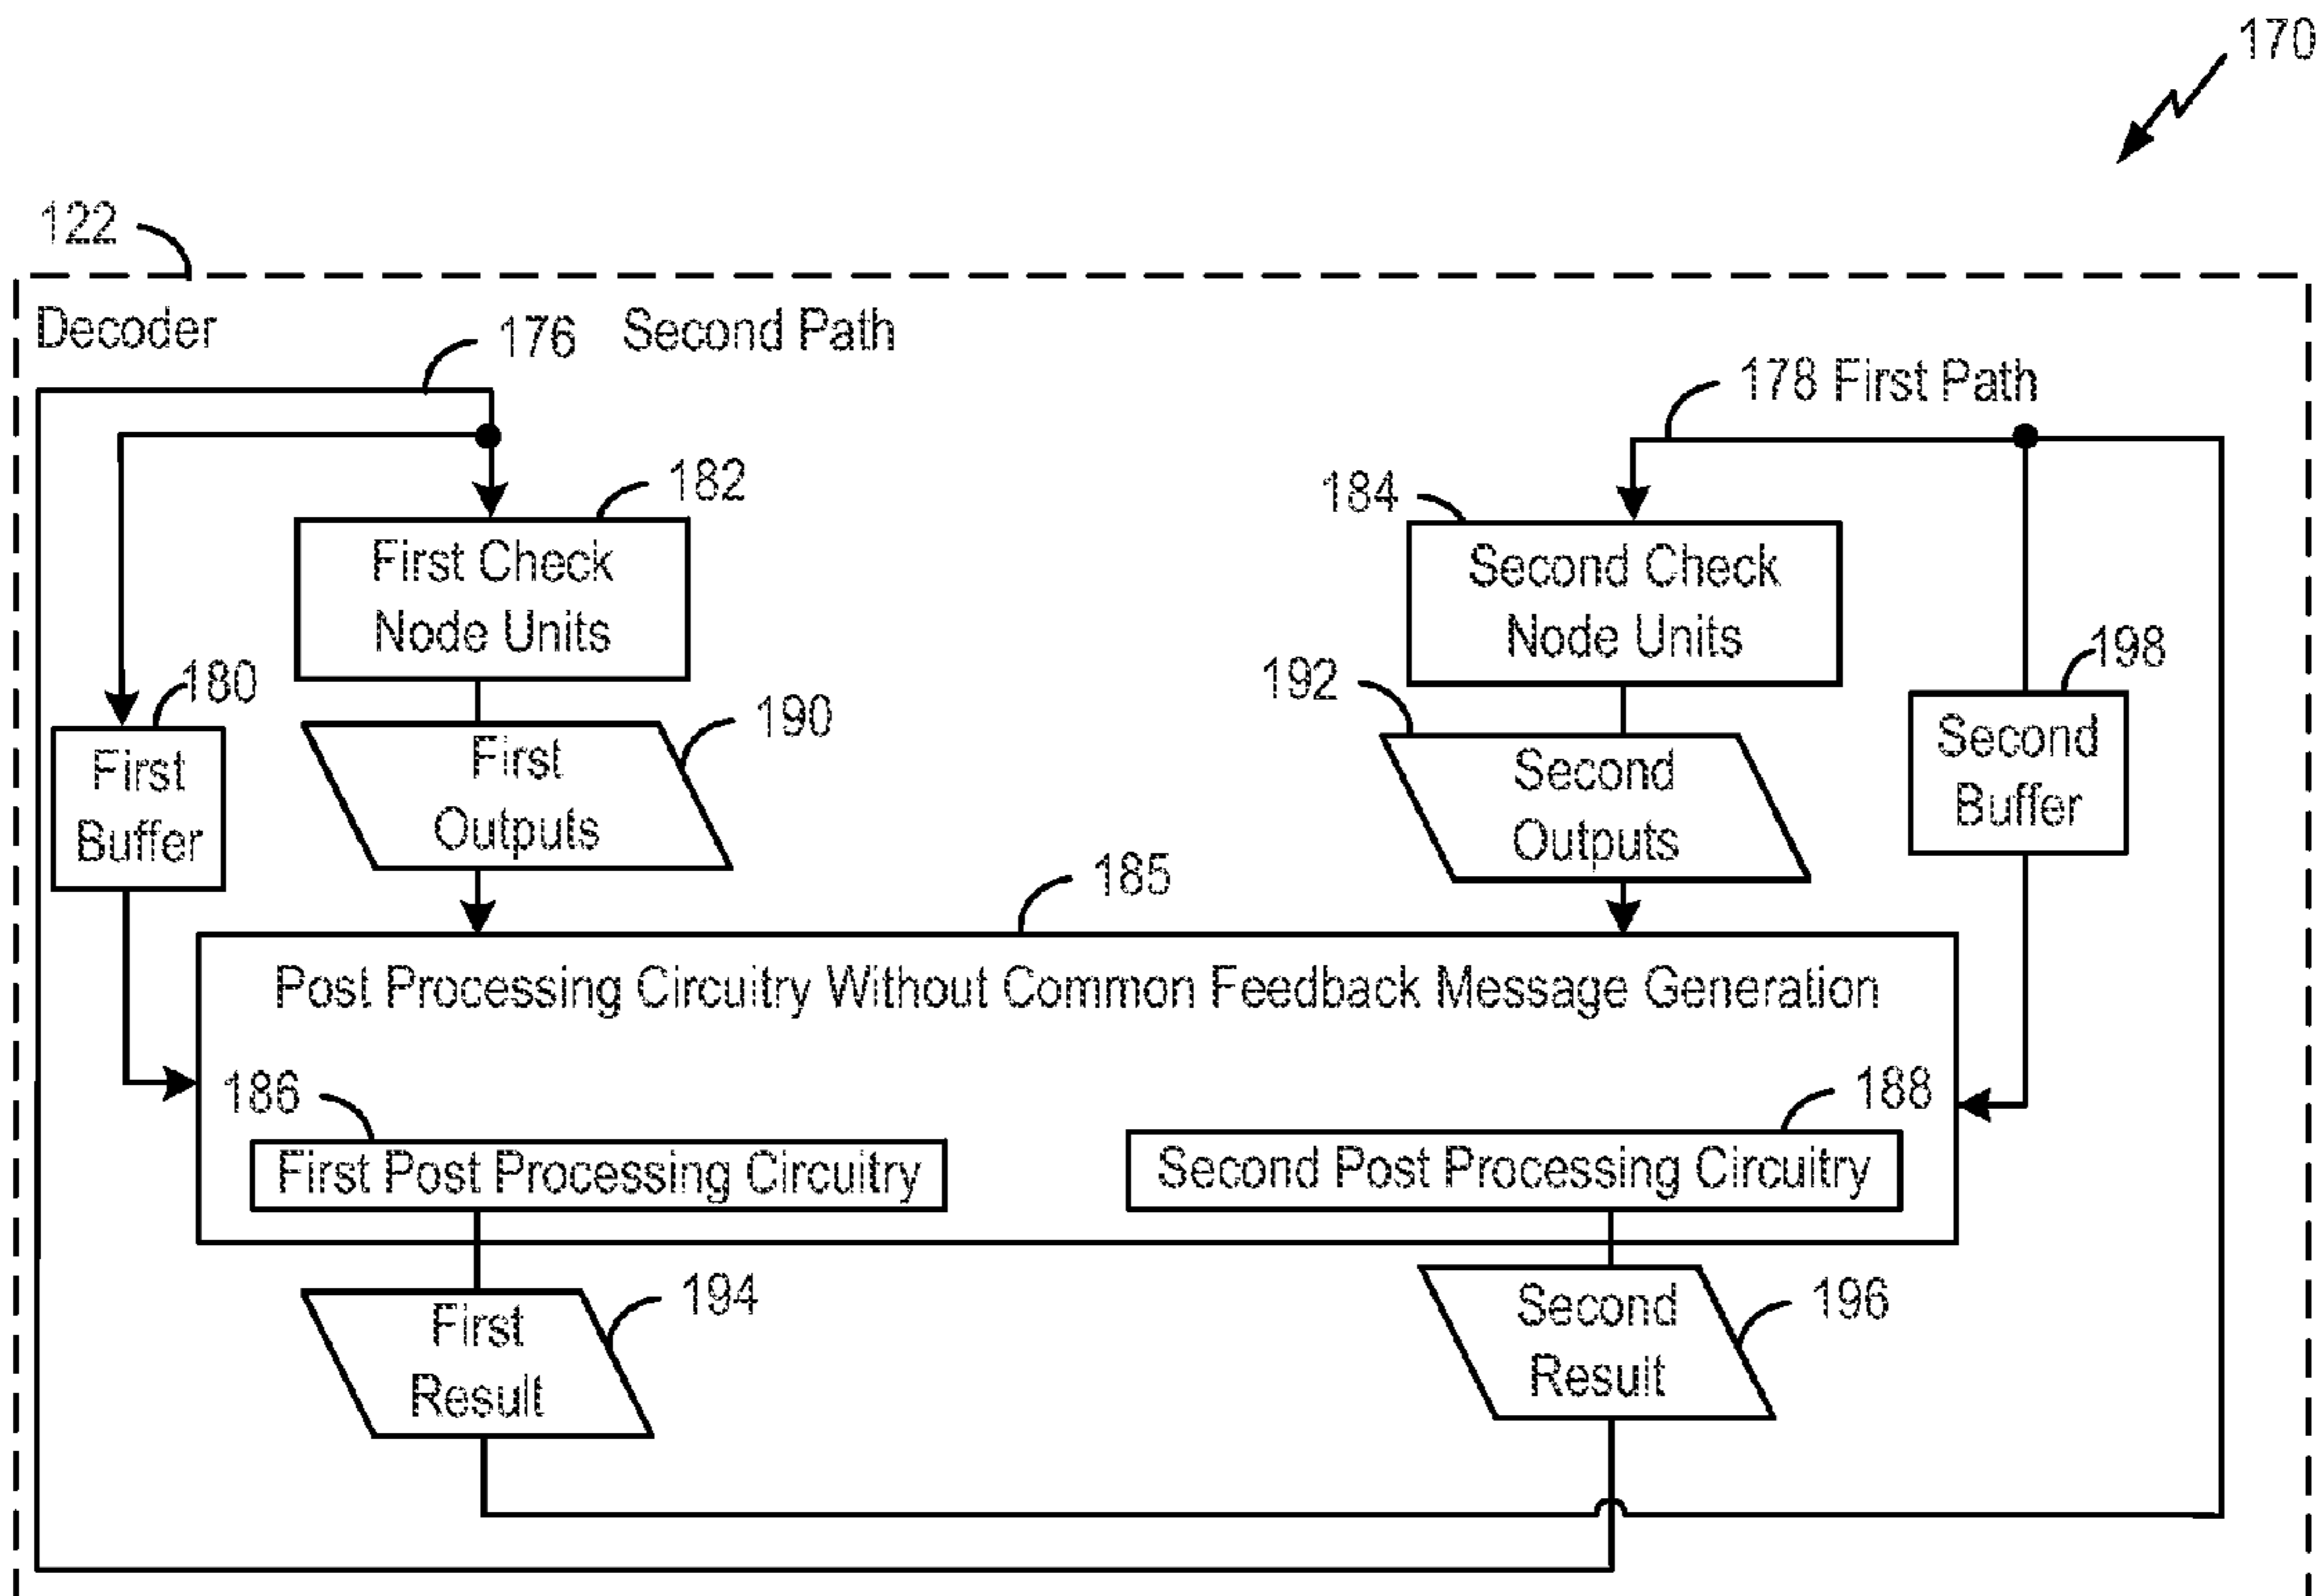 170
122
Decoder
176 Second Path
178 First Path
182
184
First Check
Node Units
Second Check
Node Units
180
190
192
198
First
Buffer
First
Outputs
Second
Outputs
Second
Buffer
185
Post Processing Circuitry Without Common Feedback Message Generation
186
188
First Post Processing Circuitry
Second Post Processing Circuitry
194
196
First
Result
Second
Result